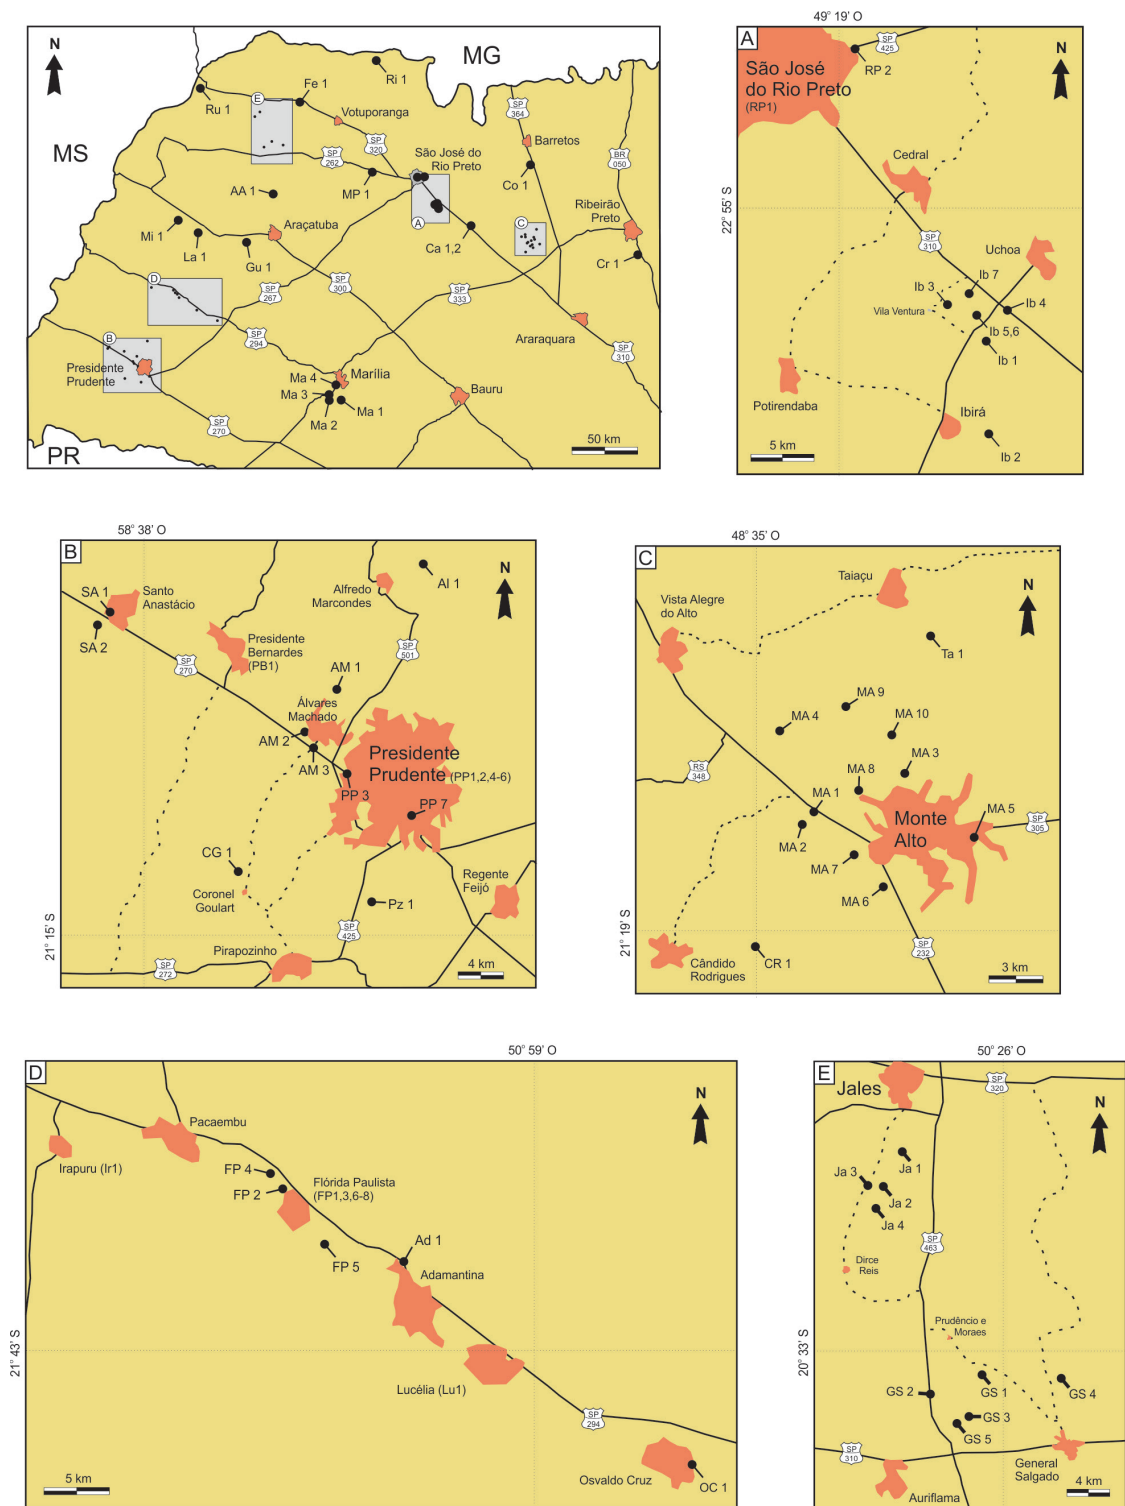 N
MG
MS
PR
Ri 1
Fe 1
Ru 1
E
Votuporanga
SP
364
Barretos
SP
320
SP
262
São José do
Rio Preto
BR
050
AA 1
MP 1
Co 1
Ribeirão
Preto
Mi 1
La 1
Araçatuba
Gu 1
A
C
Ca 1,2
Cr 1
D
SP
267
SP
300
SP
333
SP
294
Araraquara
SP
310
B
Presidente
Prudente
Ma 4
Marília
Ma 3
Ma 1
Ma 2
Bauru
SP
270
50 km
49° 19' O
A
SP
425
RP 2
N
São José
do Rio Preto
(RP1)
Cedral
22° 55' S
SP
310
Uchoa
Ib 7
Ib 3
Ib 4
Vila Ventura
Ib 5,6
Ib 1
Potirendaba
Ibirá
Ib 2
5 km
58° 38' O
B
N
SA 1
Santo
Anastácio
SA 2
Alfredo
Marcondes
Al 1
Presidente
Bernardes
(PB1)
SP
501
SP
270
AM 1
Álvares
Machado
AM 2
AM 3
Presidente
Prudente (PP1,2,4-6)
PP 3
PP 7
CG 1
Coronel
Goulart
Regente
Feijó
Pz 1
21° 15' S
SP
425
Pirapozinho
SP
272
4 km
48° 35' O
C
Taiaçu
N
Vista Alegre
do Alto
Ta 1
MA 9
MA 4
MA 10
RS
348
MA 3
MA 8
MA 1
Monte
Alto
MA 5
SP
305
MA 2
MA 7
MA 6
21° 19' S
Cândido
Rodrigues
CR 1
SP
232
3 km
50° 59' O
D
N
Pacaembu
Irapuru (Ir1)
FP 4
FP 2
Flórida Paulista
(FP1,3,6-8)
FP 5
Ad 1
Adamantina
21° 43' S
Lucélia (Lu1)
SP
294
Osvaldo Cruz
OC 1
5 km
50° 26' O
E
SP
320
Jales
N
Ja 1
Ja 3
Ja 2
Ja 4
SP
463
Dirce
Reis
Prudêncio e
Moraes
20° 33' S
GS 2
GS 1
GS 4
GS 3
GS 5
SP
310
General
Salgado
Auriflama
4 km